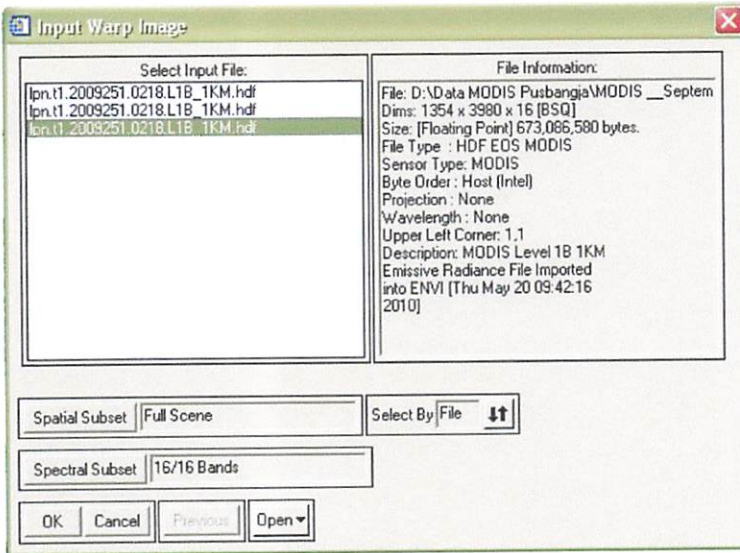 Input Warp Image
Select Input File:
lpn.t1.2009251.0218.L1B_1KM.hdf
lpn.t1.2009251.0218.L1B_1KM.hdf
lpn.t1.2009251.0218.L1B_1KM.hdf
File Information:
File: D:\Data MODIS Pusbangja\MODIS __Septem
Dims: 1354 x 3980 x 16 [BSQ]
Size: [Floating Point] 673,086,580 bytes.
File Type : HDF EOS MODIS
Sensor Type: MODIS
Byte Order : Host (Intel)
Projection : None
Wavelength : None
Upper Left Corner: 1,1
Description: MODIS Level 1B 1KM
Emissive Radiance File Imported
into ENVI [Thu May 20 09:42:16
2010]
Spatial Subset Full Scene
Select By File
Spectral Subset 16/16 Bands
OK Cancel Previous Open